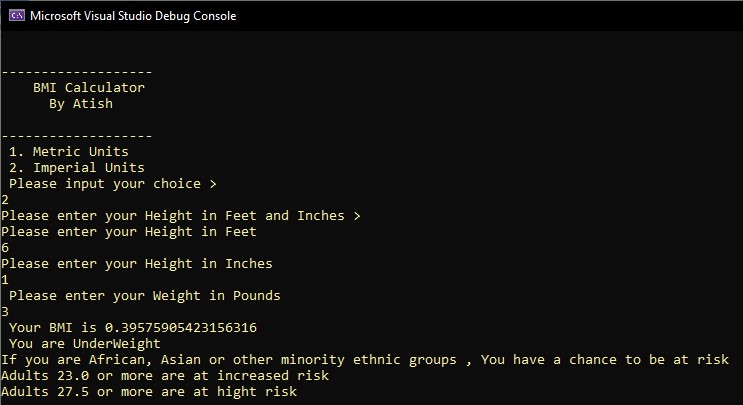 Microsoft Visual Studio Debug Console
-------------------
BMI Calculator
By Atish
-------------------
1. Metric Units
2. Imperial Units
Please input your choice >
2
Please enter your Height in Feet and Inches >
Please enter your Height in Feet
6
Please enter your Height in Inches
1
Please enter your Weight in Pounds
3
Your BMI is 0.39575905423156316
You are UnderWeight
If you are African, Asian or other minority ethnic groups , You have a chance to be at risk
Adults 23.0 or more are at increased risk
Adults 27.5 or more are at hight risk